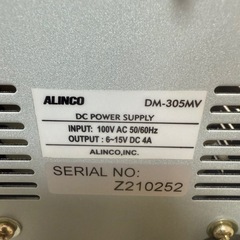 ALINCO DM-305MV
DC POWER SUPPLY
INPUT: 100V AC 50/60Hz
OUTPUT : 6~15V DC 4A
ALINCO,INC.
SERIAL NO:
Z210252